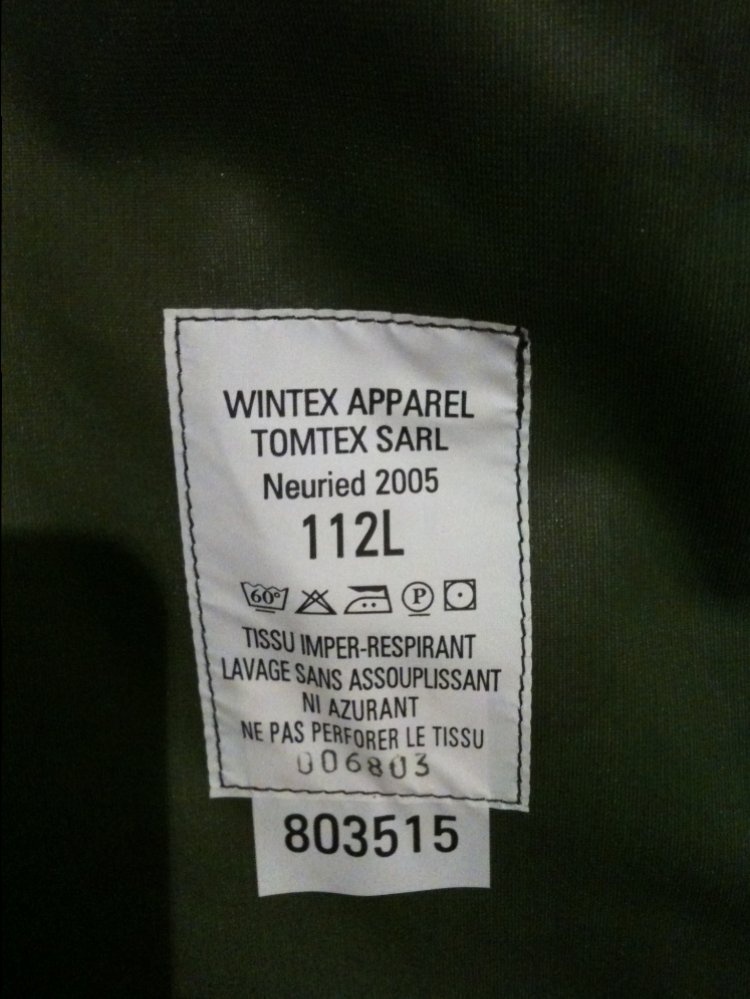 WINTEX APPAREL
TOMTEX SARL
Neuried 2005
112L
60° P
TISSU IMPER-RESPIRANT
LAVAGE SANS ASSOUPLISSANT
NI AZURANT
NE PAS PERFORER LE TISSU
006803
803515